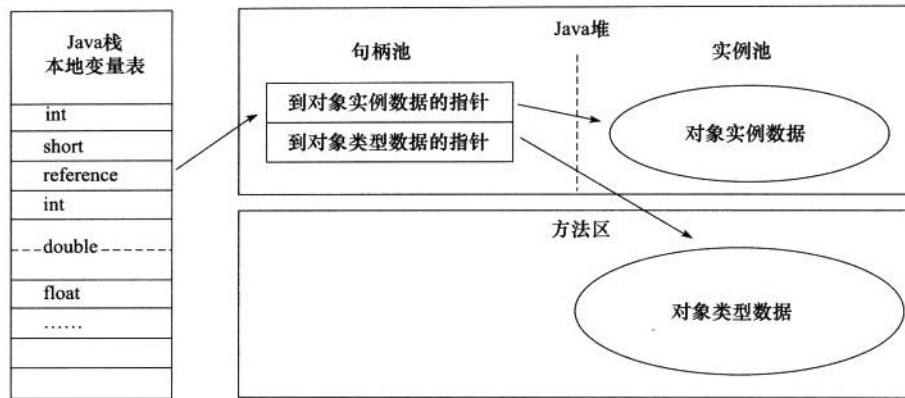 Java栈
本地变量表
int
short
reference
int
double
float
……
Java堆
句柄池
实例池
到对象实例数据的指针
到对象类型数据的指针
对象实例数据
方法区
对象类型数据